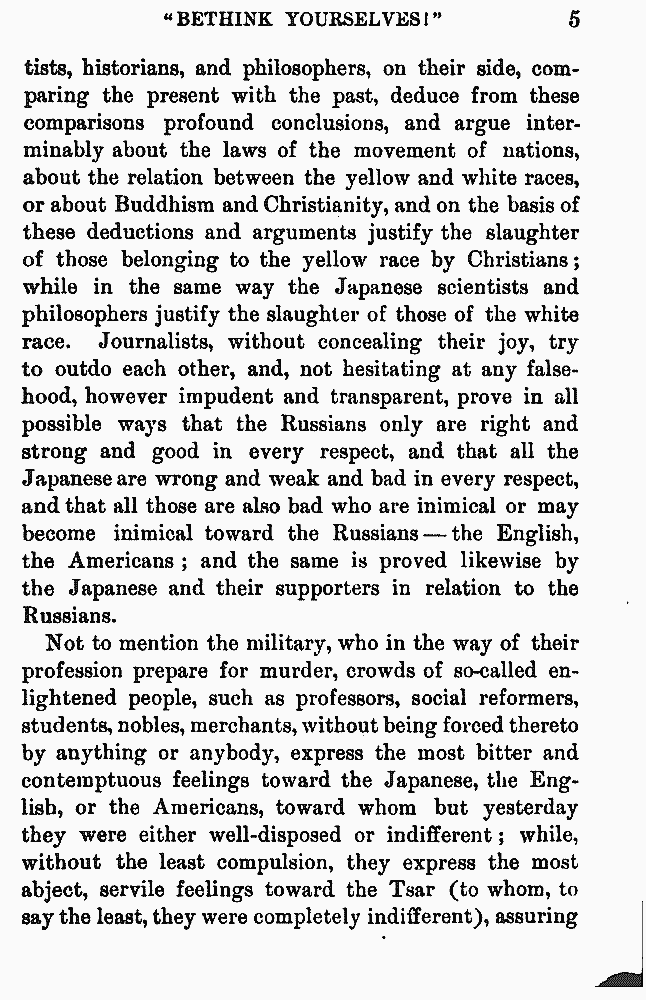 "BETHINK YOURSELVES!" 5
tists, historians, and philosophers, on their side, com-
paring the present with the past, deduce from these
comparisons profound conclusions, and argue inter-
minably about the laws of the movement of nations,
about the relation between the yellow and white races,
or about Buddhism and Christianity, and on the basis of
these deductions and arguments justify the slaughter
of those belonging to the yellow race by Christians;
while in the same way the Japanese scientists and
philosophers justify the slaughter of those of the white
race. Journalists, without concealing their joy, try
to outdo each other, and, not hesitating at any false-
hood, however impudent and transparent, prove in all
possible ways that the Russians only are right and
strong and good in every respect, and that all the
Japanese are wrong and weak and bad in every respect,
and that all those are also bad who are inimical or may
become inimical toward the Russians — the English,
the Americans ; and the same is proved likewise by
the Japanese and their supporters in relation to the
Russians.
Not to mention the military, who in the way of their
profession prepare for murder, crowds of so-called en-
lightened people, such as professors, social reformers,
students, nobles, merchants, without being forced thereto
by anything or anybody, express the most bitter and
contemptuous feelings toward the Japanese, the Eng-
lish, or the Americans, toward whom but yesterday
they were either well-disposed or indifferent ; while,
without the least compulsion, they express the most
abject, servile feelings toward the Tsar (to whom, to
say the least, they were completely indifferent), assuring